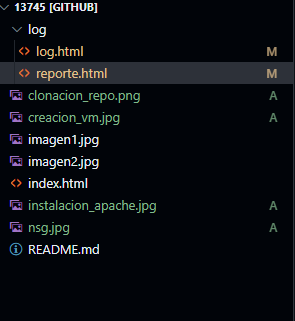 13745 [GITHUB]
log
log.html M
reporte.html M
clonacion_repo.png A
creacion_vm.jpg A
imagen1.jpg
imagen2.jpg
index.html
instalacion_apache.jpg A
nsg.jpg A
README.md